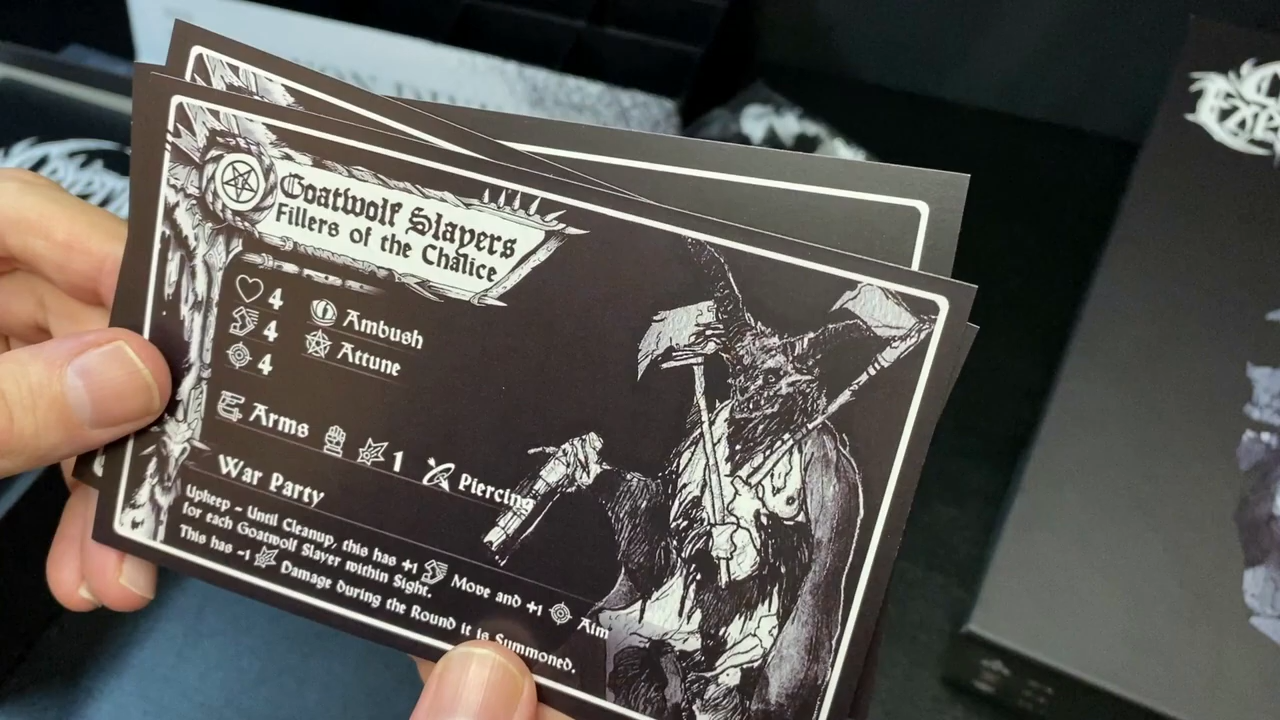 Goatwolf Slayers
Fillers of the Chalice
4
4
4
Ambush
Attune
Arms 1 Piercing
War Party
Upkeep - Until Cleanup, this has +1 Move and +1 Aim
for each Goatwolf Slayer within Sight.
This has -1 Damage during the Round it is Summoned.